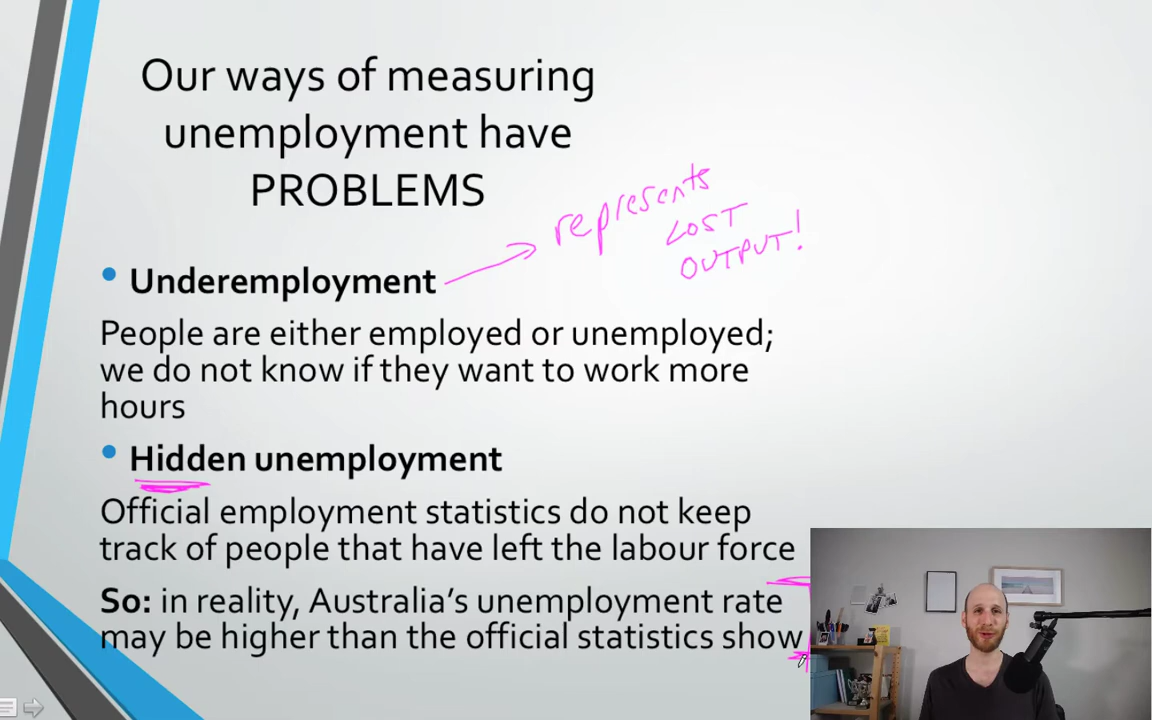 Our ways of measuring
unemployment have
PROBLEMS
represents
LOST
OUTPUT!
• Underemployment
People are either employed or unemployed;
we do not know if they want to work more
hours
• Hidden unemployment
Official employment statistics do not keep
track of people that have left the labour force
So: in reality, Australia's unemployment rate
may be higher than the official statistics show